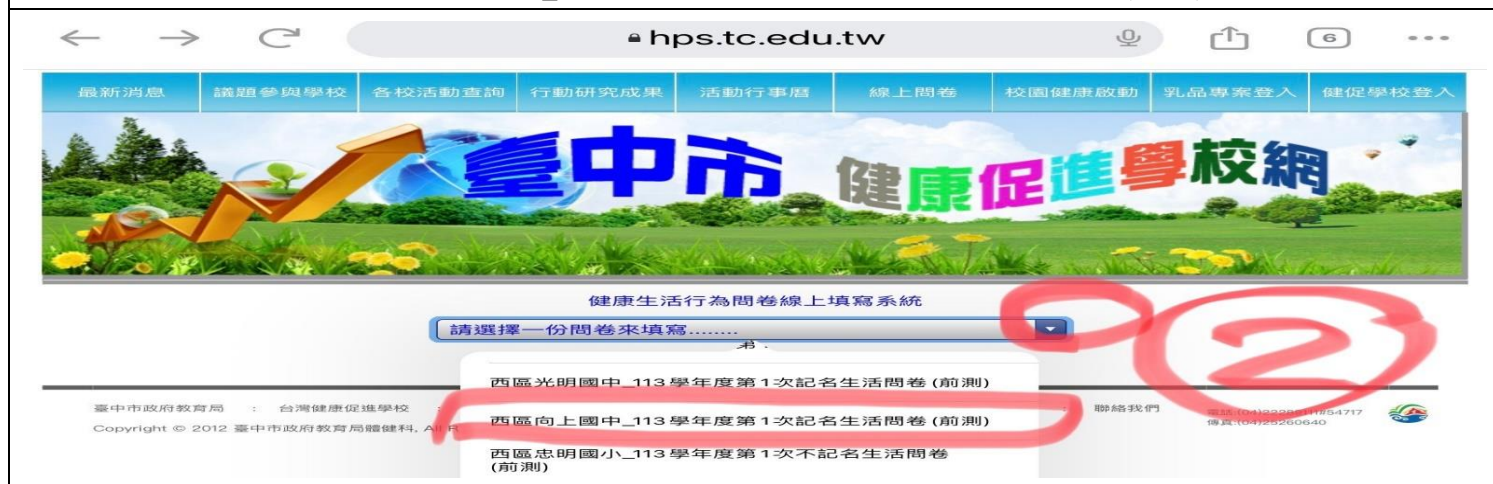 hps.tc.edu.tw
6
最新消息 議題參與學校 各校活動查詢 行動研究成果 活動行事曆 線上問卷 校園健康啟動 乳品專案登入 健促學校登入
臺中市 健康促進學校網
健康生活行為問卷線上填寫系統
請選擇一份問卷來填寫........
②
西區光明國中_113學年度第1次記名生活問卷(前測)
西區向上國中_113學年度第1次記名生活問卷(前測)
西區忠明國小_113學年度第1次不記名生活問卷
(前測)
臺中市政府教育局 : 台灣健康促進學校 : 聯絡我們
Copyright © 2012 臺中市政府教育局體健科, All R
傳真:(04)25260640